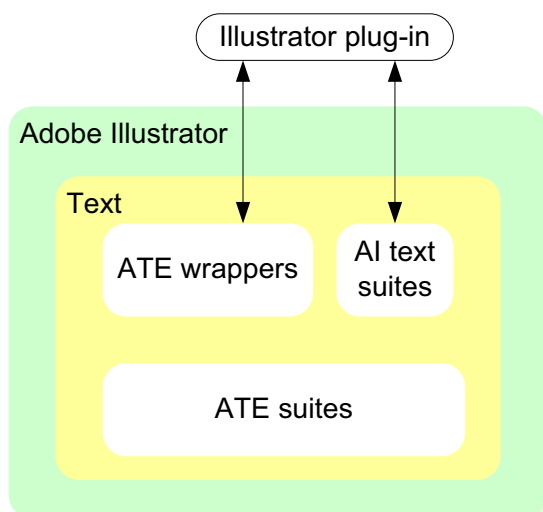 Illustrator plug-in
Adobe Illustrator
Text
ATE wrappers
AI text
suites
ATE suites